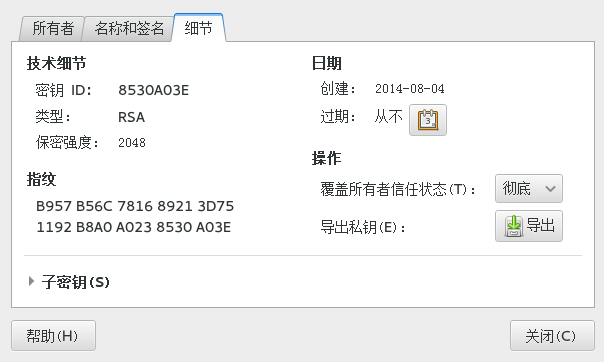 所有者 名称和签名 细节
技术细节
密钥 ID: 8530A03E
类型: RSA
保密强度: 2048
指纹
B957 B56C 7816 8921 3D75
1192 B8A0 A023 8530 A03E
日期
创建: 2014-08-04
过期: 从不 3
操作
覆盖所有者信任状态(T): 彻底
导出私钥(E): 导出
子密钥(S)
帮助(H) 关闭(C)